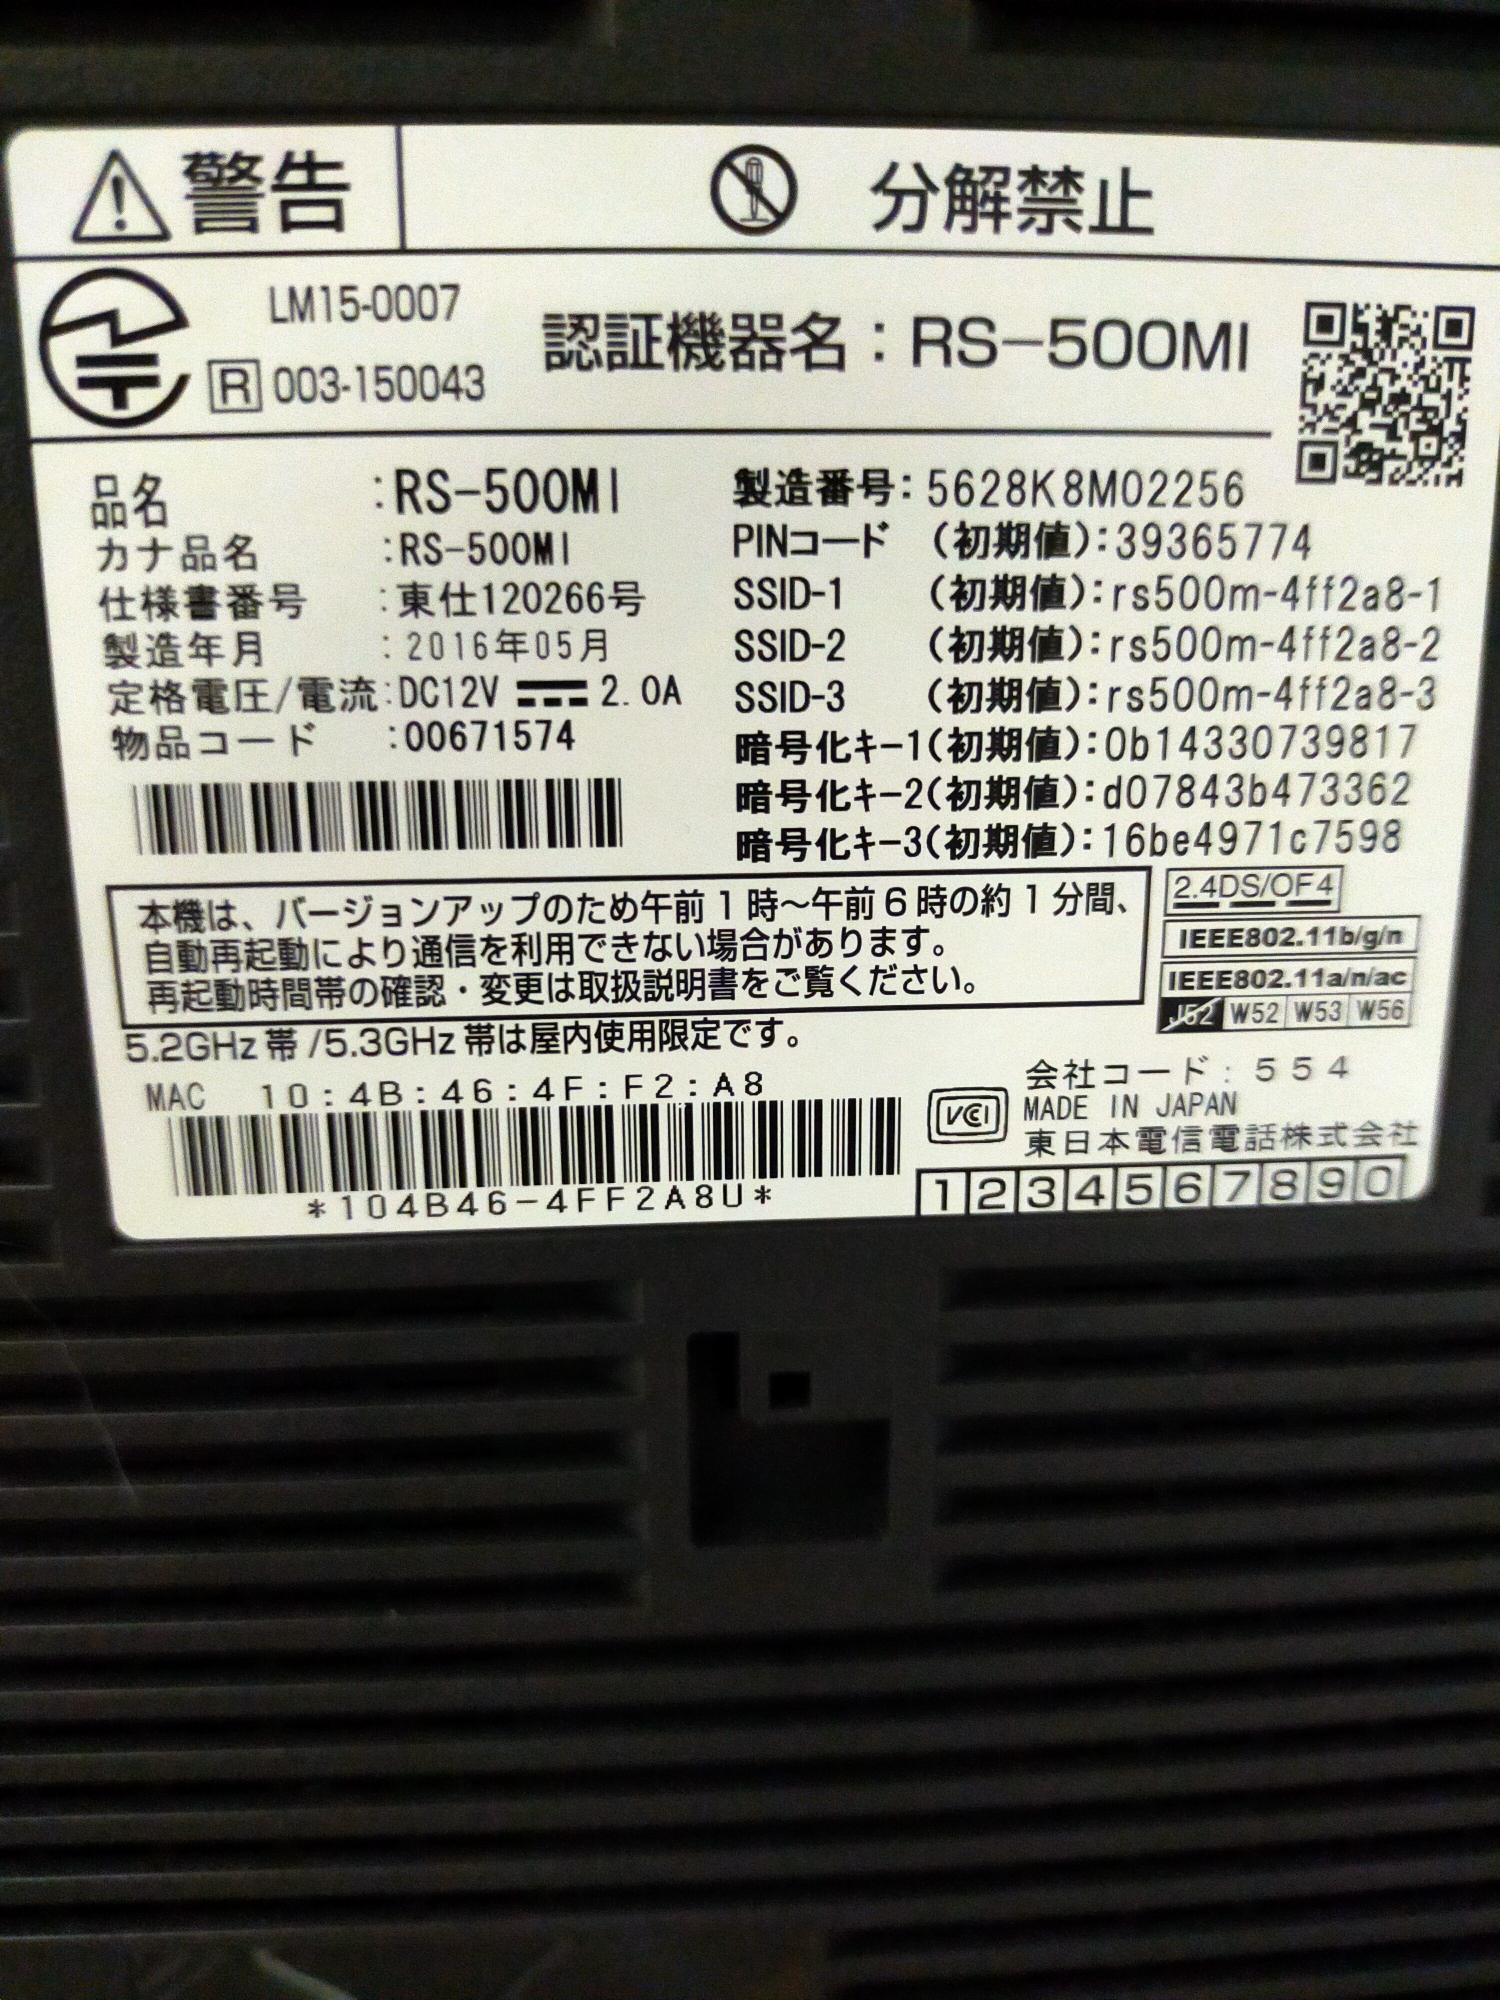 警告
分解禁止
LM15-0007
R 003-150043
認証機器名：RS-500MI
品名 :RS-500MI
カナ品名 :RS-500MI
仕様書番号 :東仕120266号
製造年月 :2016年05月
定格電圧/電流:DC12V 2.0A
物品コード :00671574
製造番号:5628K8M02256
PINコード (初期値):39365774
SSID-1 (初期値):rs500m-4ff2a8-1
SSID-2 (初期値):rs500m-4ff2a8-2
SSID-3 (初期値):rs500m-4ff2a8-3
暗号化キー1(初期値):0b14330739817
暗号化キー2(初期値):d07843b473362
暗号化キー3(初期値):16be4971c7598
本機は、バージョンアップのため午前1時～午前6時の約1分間、
自動再起動により通信を利用できない場合があります。
再起動時間帯の確認・変更は取扱説明書をご覧ください。
2.4DS/OF4
IEEE802.11b/g/n
IEEE802.11a/n/ac
J52 W52 W53 W56
5.2GHz帯/5.3GHz帯は屋内使用限定です。
MAC 10:4B:46:4F:F2:A8
*104B46-4FF2A8U*
VCI
会社コード:554
MADE IN JAPAN
東日本電信電話株式会社
1 2 3 4 5 6 7 8 9 0